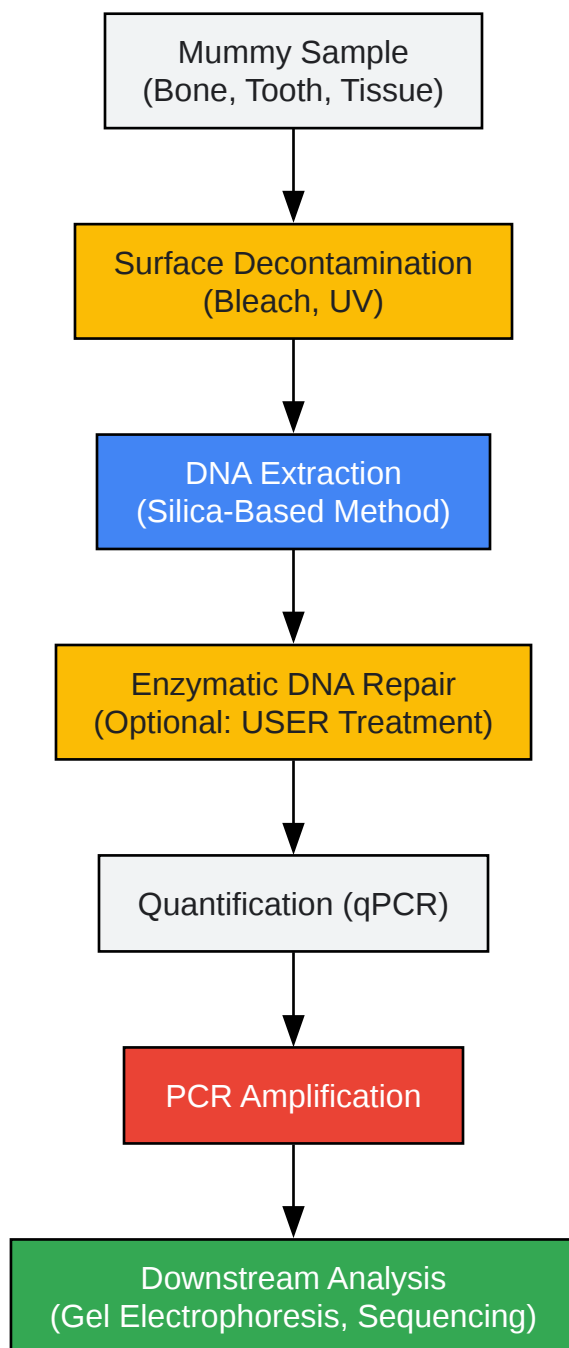 Mummy Sample
(Bone, Tooth, Tissue)
Surface Decontamination
(Bleach, UV)
DNA Extraction
(Silica-Based Method)
Enzymatic DNA Repair
(Optional: USER Treatment)
Quantification (qPCR)
PCR Amplification
Downstream Analysis
(Gel Electrophoresis, Sequencing)